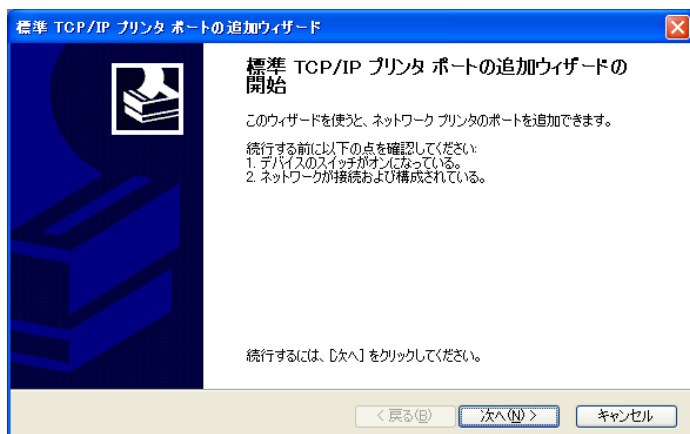 標準 TCP/IP プリンタ ポートの追加ウィザード
標準 TCP/IP プリンタ ポートの追加ウィザードの
開始
このウィザードを使うと、ネットワーク プリンタのポートを追加できます。
続行する前に以下の点を確認してください:
1. デバイスのスイッチがオンになっている。
2. ネットワークが接続および構成されている。
続行するには、[次へ] をクリックしてください。
< 戻る(B)
次へ(N) >
キャンセル